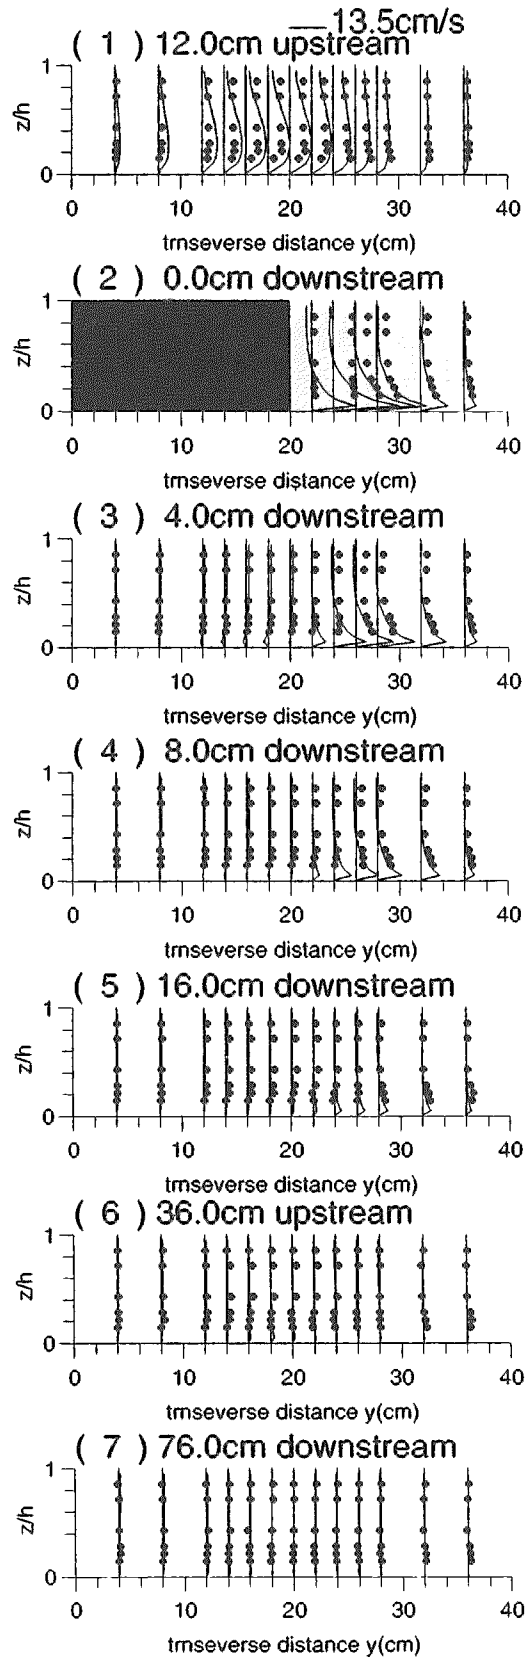 13.5cm/s
( 1 ) 12.0cm upstream
1
z/h
0
0 10 20 30 40
trnseverse distance y(cm)
( 2 ) 0.0cm downstream
1
z/h
0
0 10 20 30 40
trnseverse distance y(cm)
( 3 ) 4.0cm downstream
1
z/h
0
0 10 20 30 40
trnseverse distance y(cm)
( 4 ) 8.0cm downstream
1
z/h
0
0 10 20 30 40
trnseverse distance y(cm)
( 5 ) 16.0cm downstream
1
z/h
0
0 10 20 30 40
trnseverse distance y(cm)
( 6 ) 36.0cm upstream
1
z/h
0
0 10 20 30 40
trnseverse distance y(cm)
( 7 ) 76.0cm downstream
1
z/h
0
0 10 20 30 40
trnseverse distance y(cm)